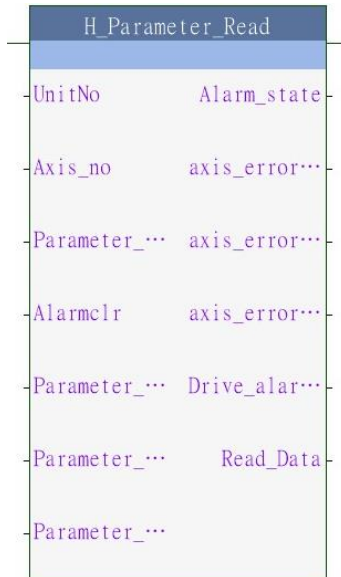 H_Parameter_Read
UnitNo Alarm_state
Axis_no axis_error…
Parameter_… axis_error…
Alarmclr axis_error…
Parameter_… Drive_alar…
Parameter_… Read_Data
Parameter_…